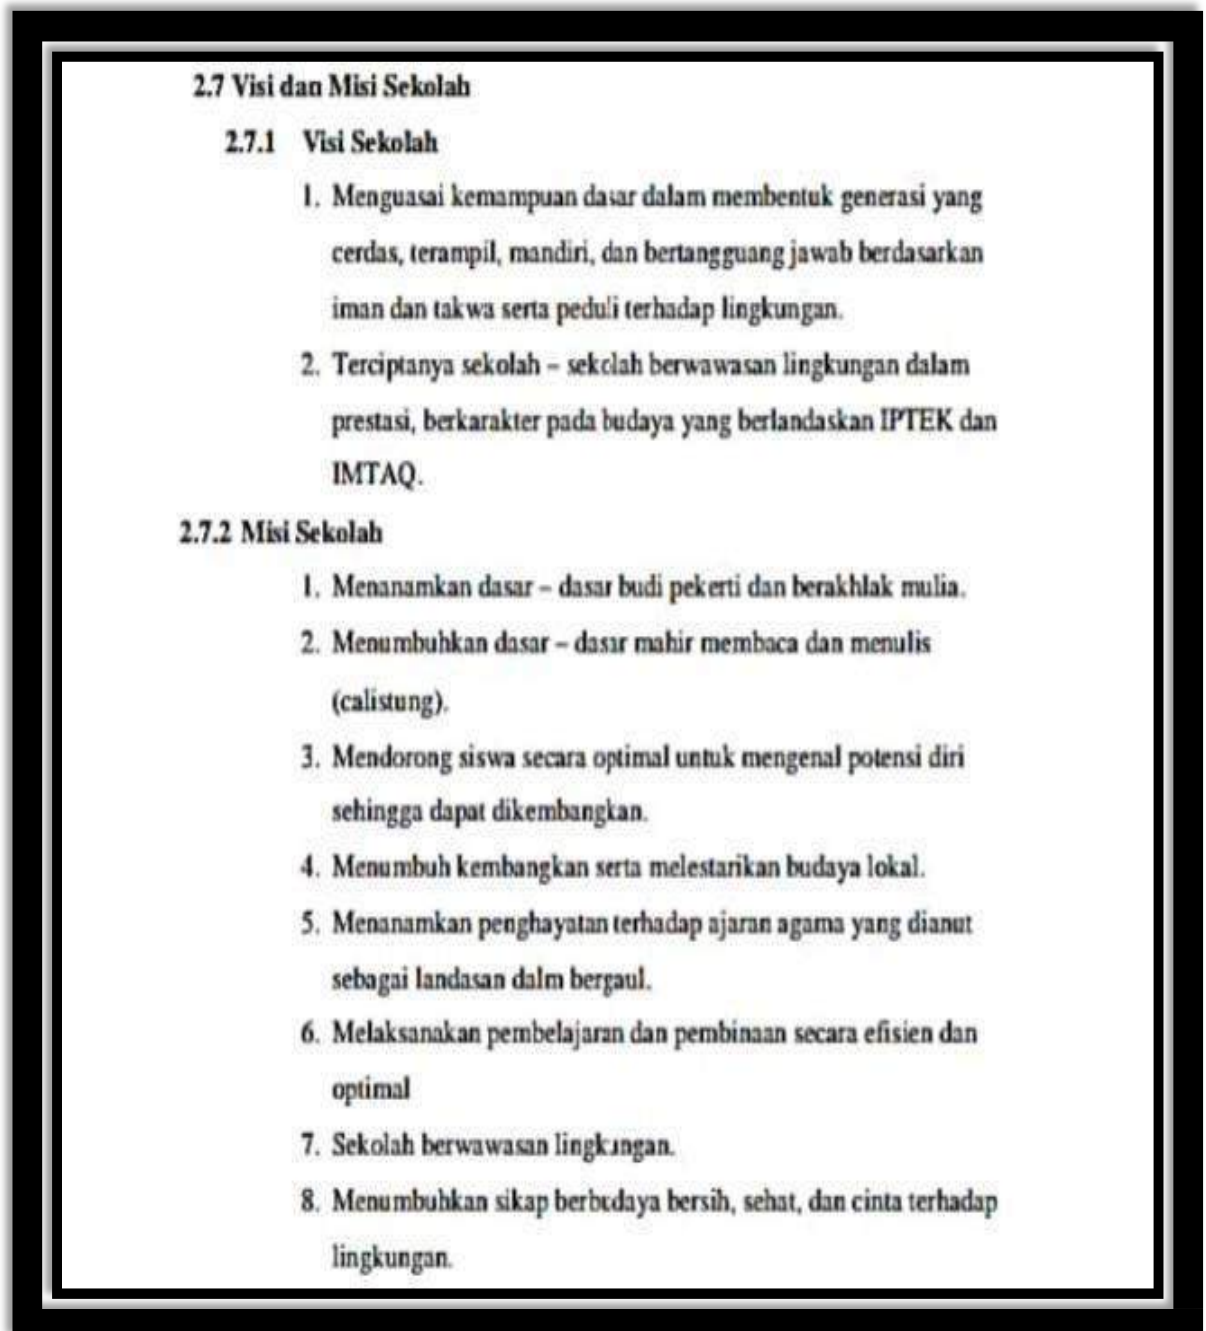 2.7 Visi dan Misi Sekolah
2.7.1 Visi Sekolah
1. Menguasai kemampuan dasar dalam membentuk generasi yang
cerdas, terampil, mandiri, dan bertangguang jawab berdasarkan
iman dan takwa serta peduli terhadap lingkungan.
2. Terciptanya sekolah – sekolah berwawasan lingkungan dalam
prestasi, berkarakter pada budaya yang berlandaskan IPTEK dan
IMTAQ.
2.7.2 Misi Sekolah
1. Menanamkan dasar – dasar budi pekerti dan berakhlak mulia.
2. Menumbuhkan dasar – dasar mahir membaca dan menulis
(calistung).
3. Mendorong siswa secara optimal untuk mengenal potensi diri
sehingga dapat dikembangkan.
4. Menumbuh kembangkan serta melestarikan budaya lokal.
5. Menanamkan penghayatan terhadap ajaran agama yang dianut
sebagai landasan dalm bergaul.
6. Melaksanakan pembelajaran dan pembinaan secara efisien dan
optimal
7. Sekolah berwawasan lingkungan.
8. Menumbuhkan sikap berbudaya bersih, sehat, dan cinta terhadap
lingkungan.